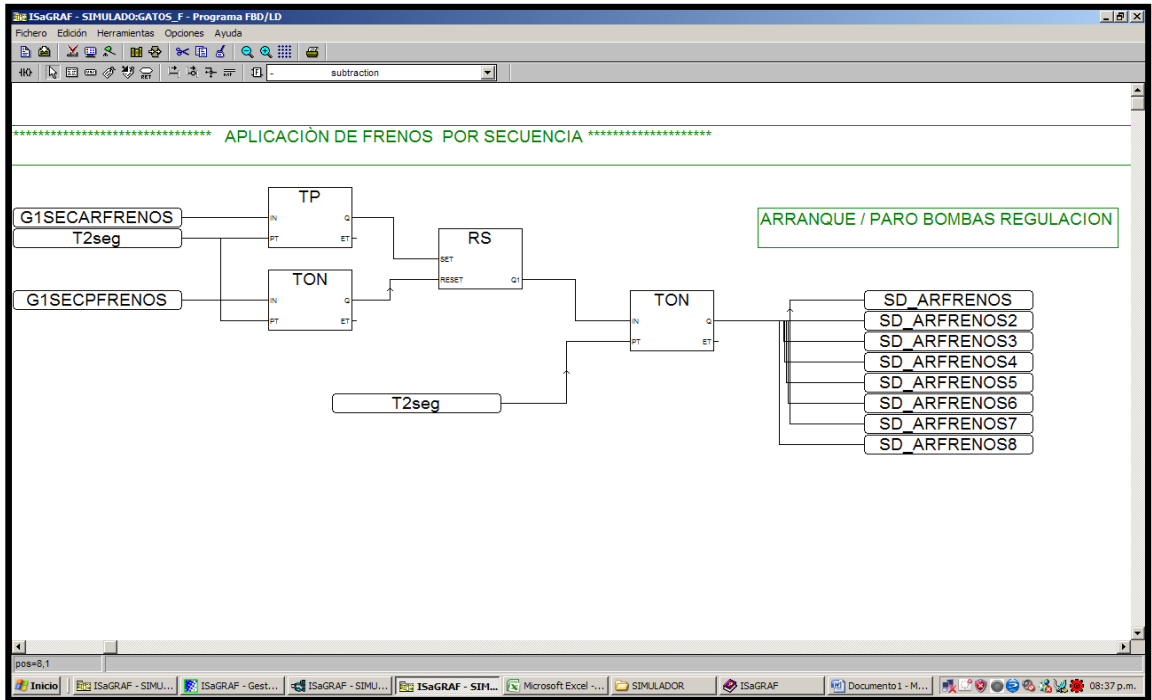 ISaGRAF - SIMULADO:GATOS_F - Programa FBD/LD
Fichero Edición Herramientas Opciones Ayuda
RET
- subtraction
******************************** APLICACIÒN DE FRENOS POR SECUENCIA ********************
TP
G1SECARFRENOS
IN Q
ARRANQUE / PARO BOMBAS REGULACION
T2seg
PT ET
RS
SET
TON
RESET Q1
G1SECPFRENOS
IN Q
PT ET
TON
IN Q
PT ET
SD_ARFRENOS
SD_ARFRENOS2
SD_ARFRENOS3
SD_ARFRENOS4
SD_ARFRENOS5
SD_ARFRENOS6
SD_ARFRENOS7
SD_ARFRENOS8
T2seg
pos=8,1
Inicio ISaGRAF - SIMU... ISaGRAF - Gest... ISaGRAF - SIMU... ISaGRAF - SIM... Microsoft Excel -... SIMULADOR ISaGRAF Documento1 - M... 08:37 p.m.